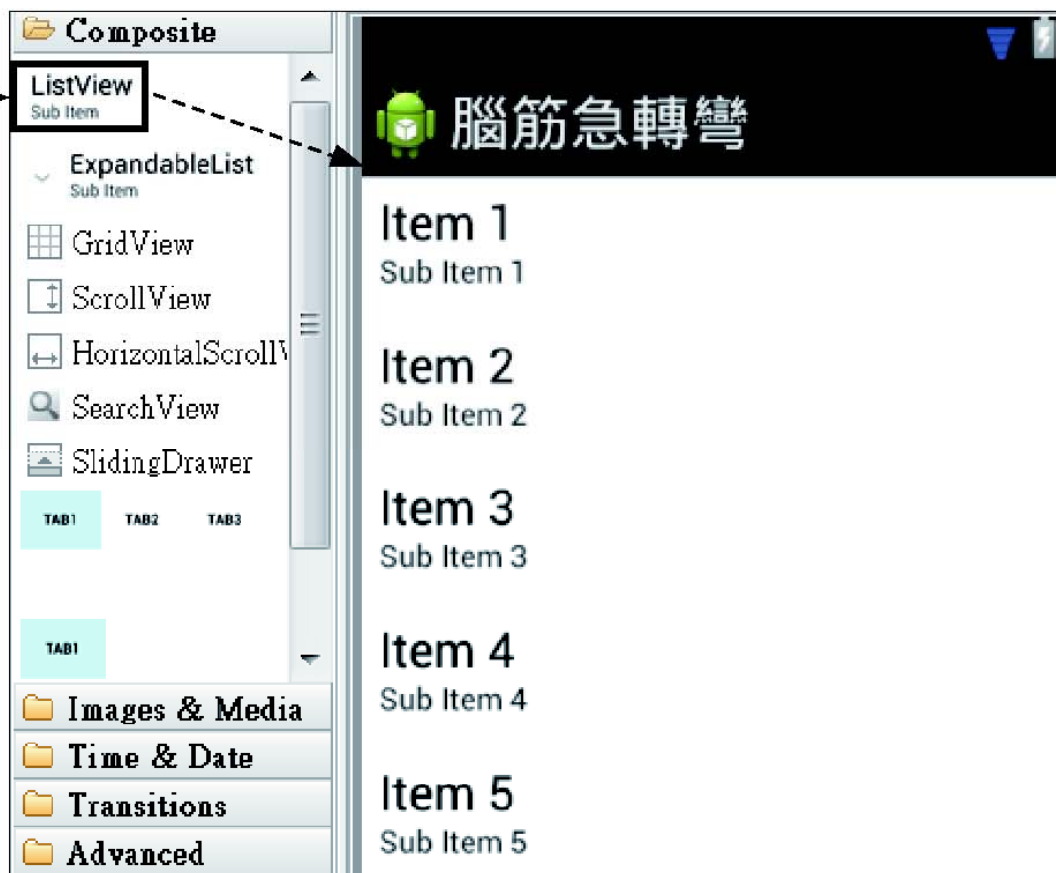 Composite
ListView
Sub Item
ExpandableList
Sub Item
GridView
ScrollView
HorizontalScrollV
SearchView
SlidingDrawer
TAB1 TAB2 TAB3
TAB1
Images & Media
Time & Date
Transitions
Advanced
腦筋急轉彎
Item 1
Sub Item 1
Item 2
Sub Item 2
Item 3
Sub Item 3
Item 4
Sub Item 4
Item 5
Sub Item 5